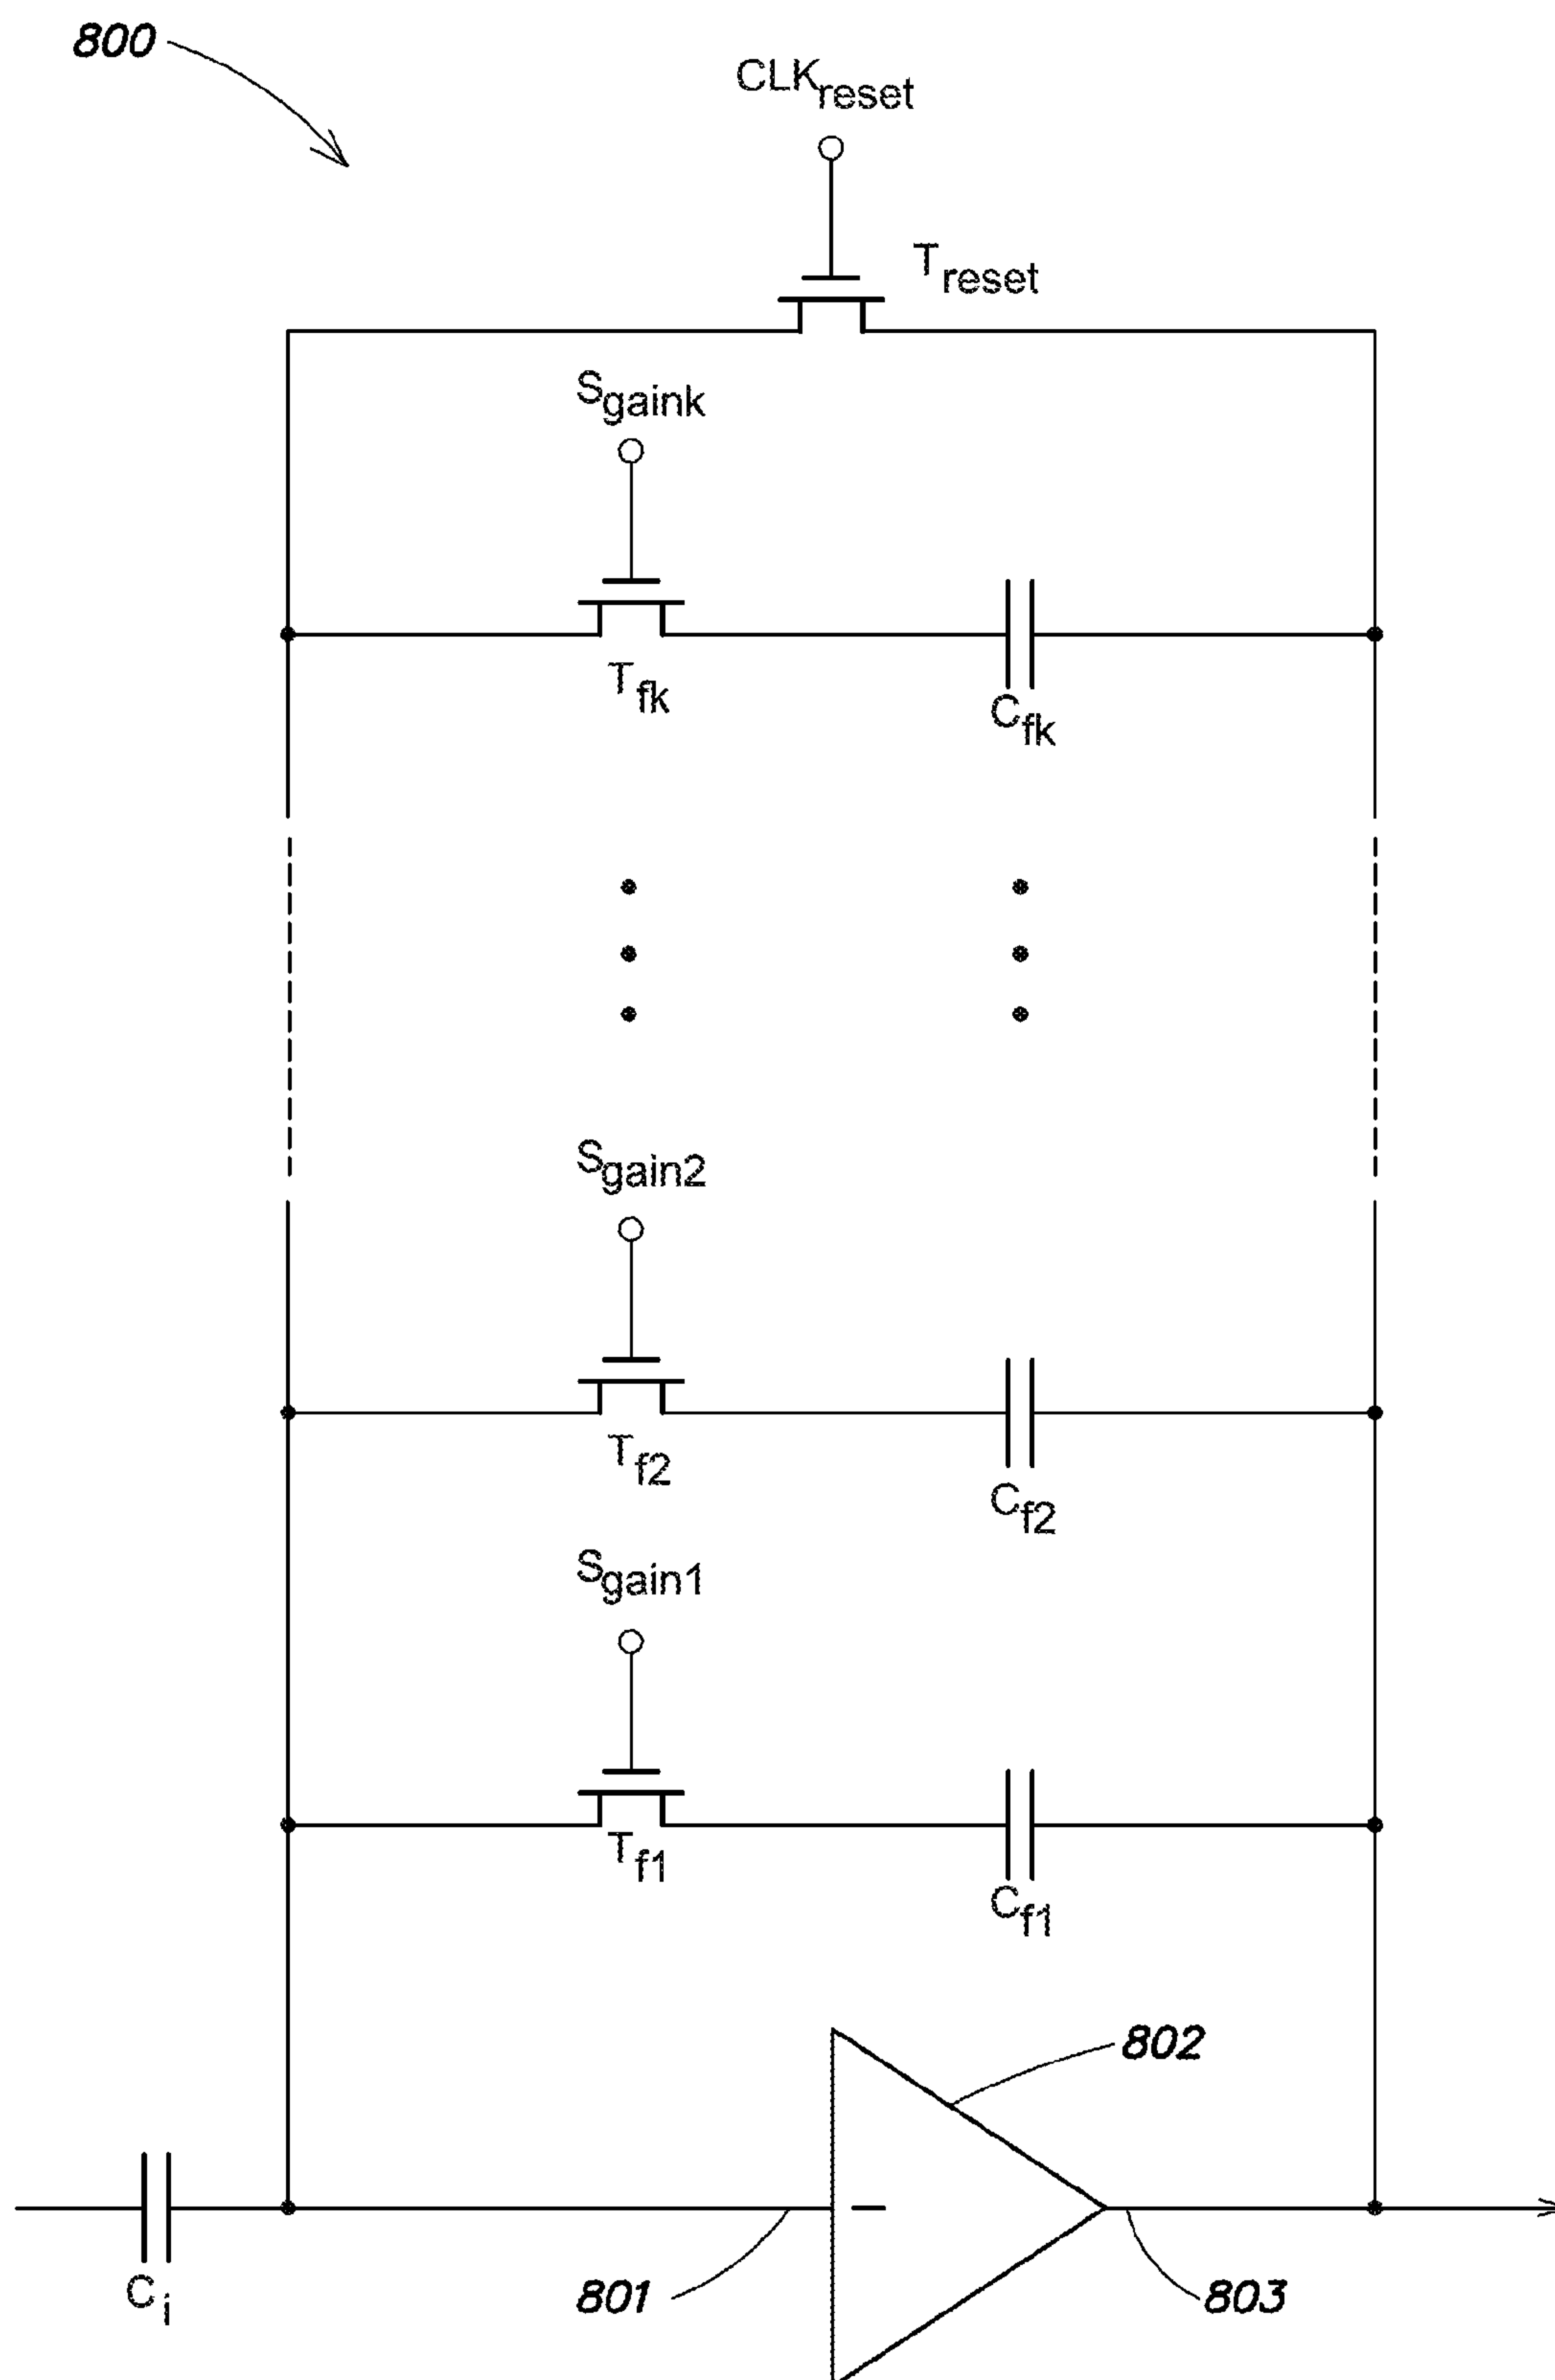 800
CLKreset
Treset
Sgaink
Tfk
Cfk
Sgain2
Tf2
Cf2
Sgain1
Tf1
Cf1
802
Ci
801
803